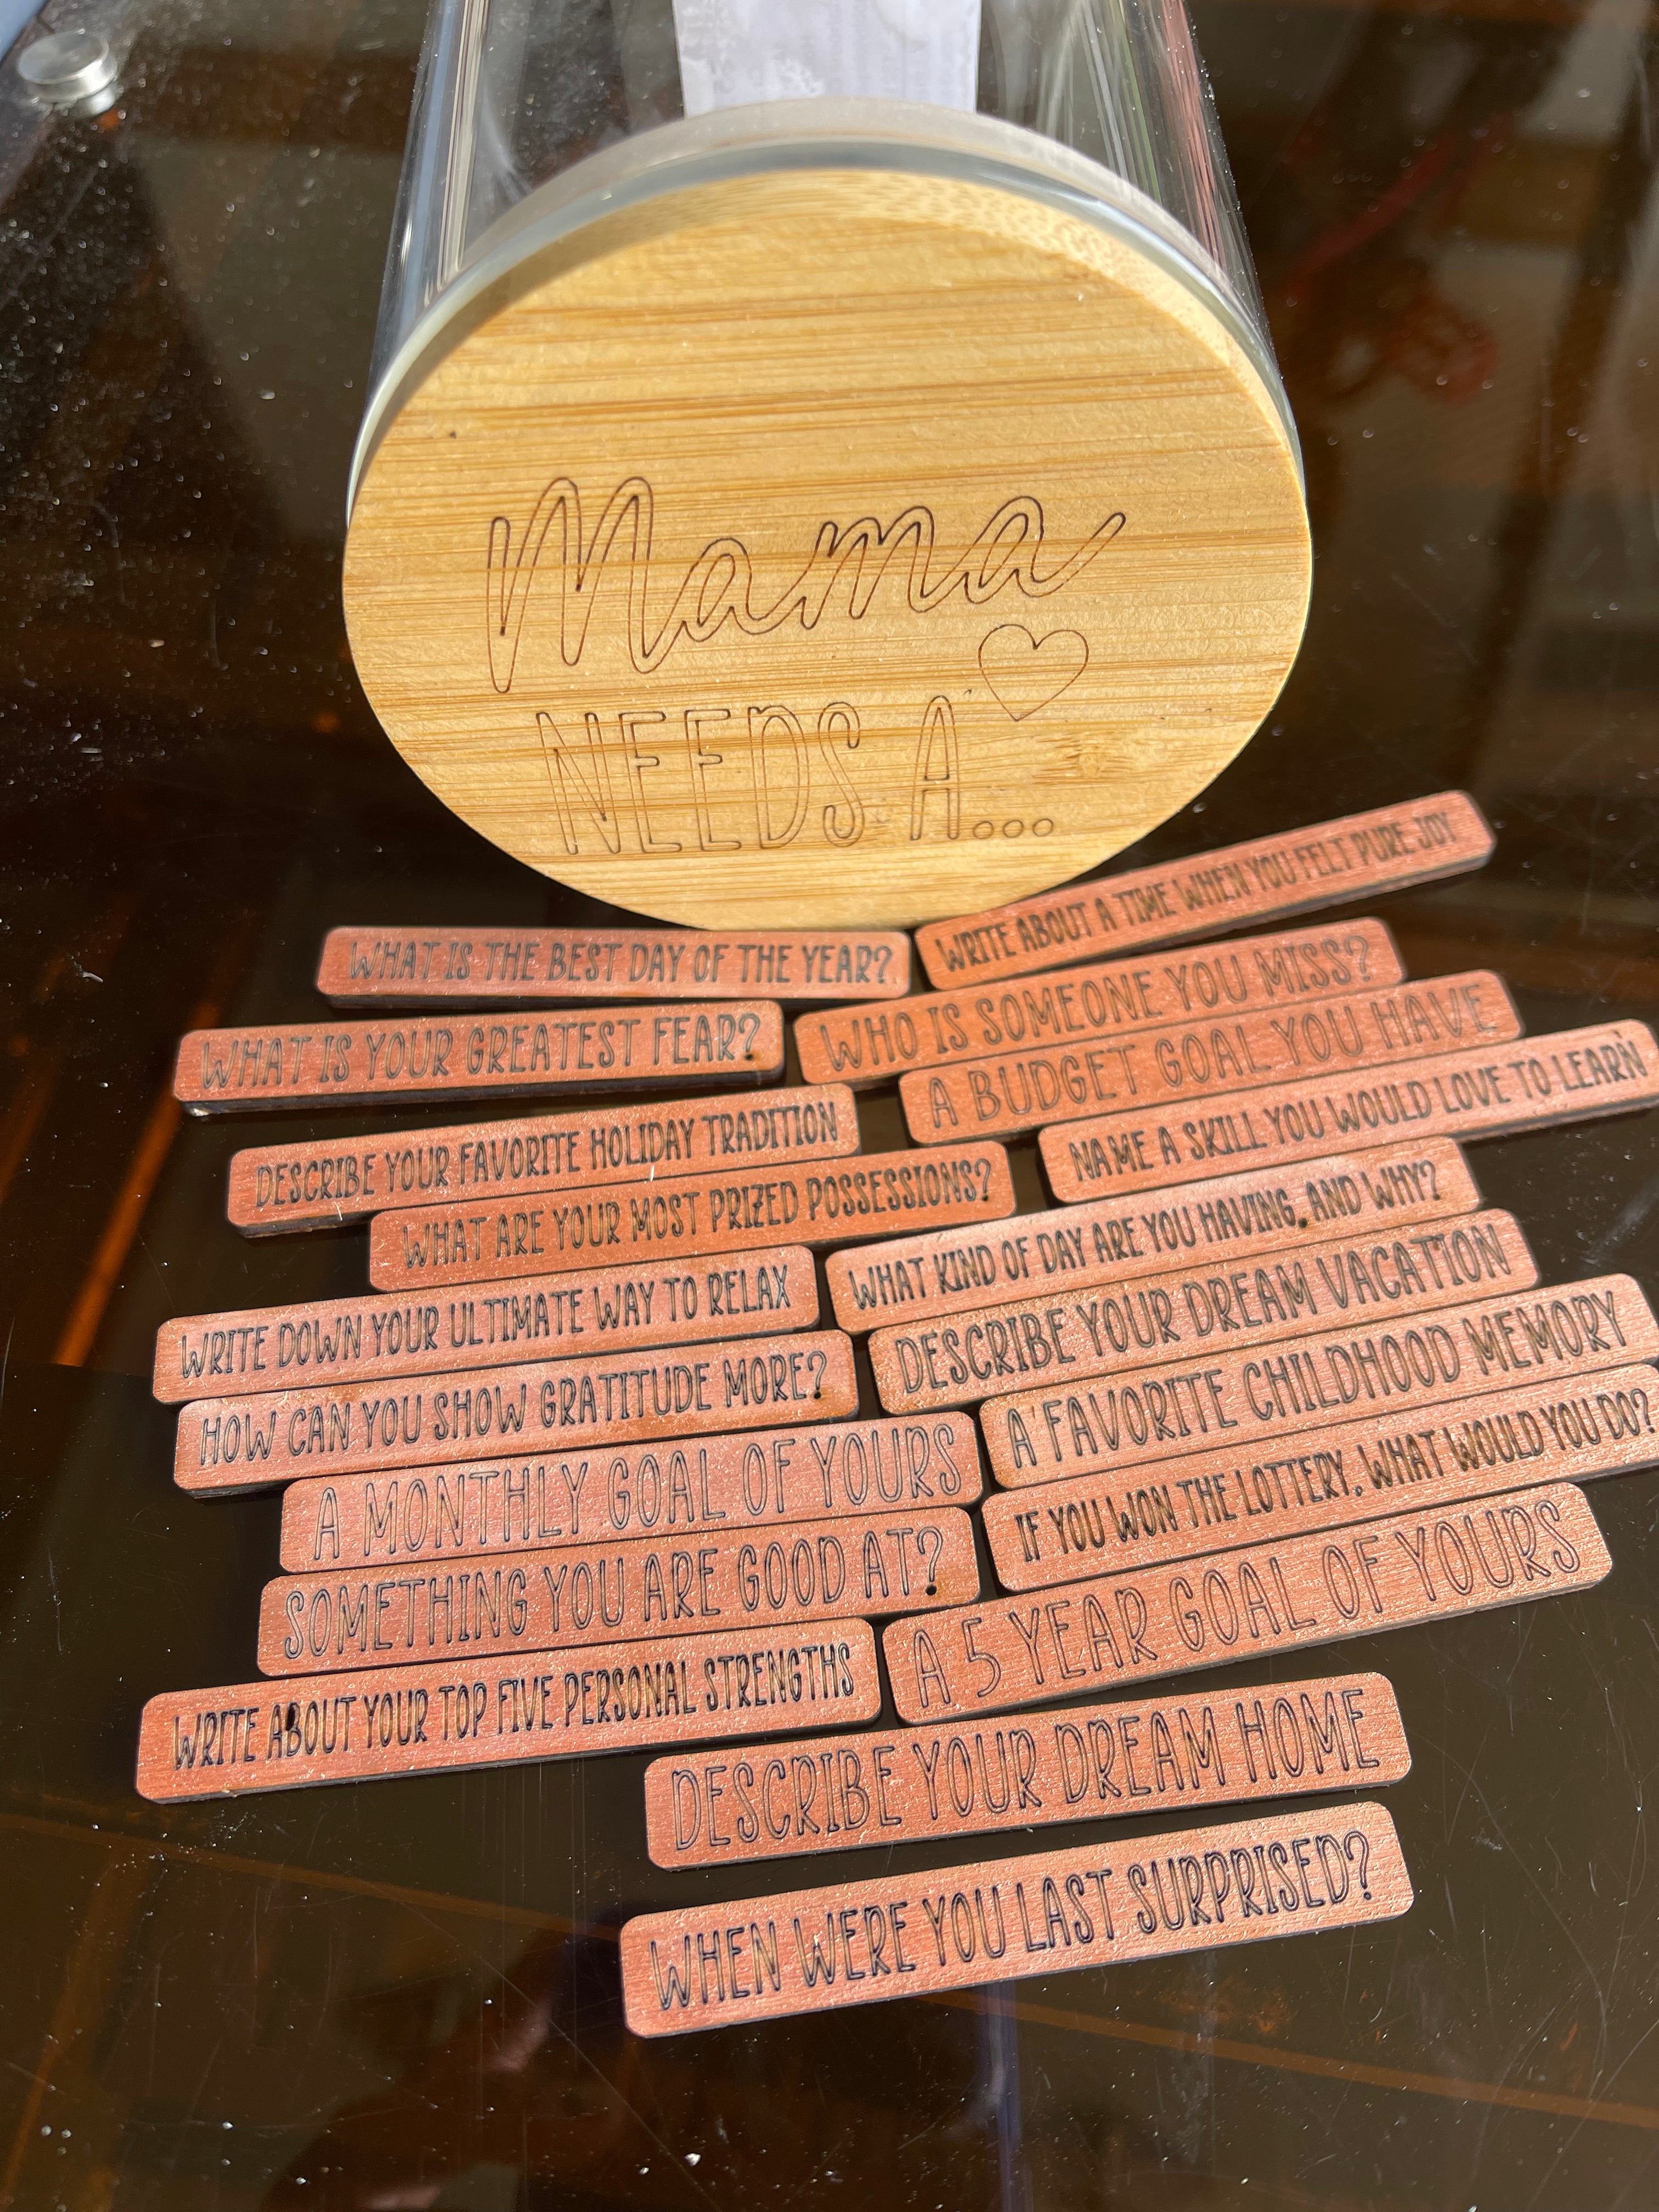 Mama
NEEDS A...
WRITE ABOUT A TIME WHEN YOU FELT PURE JOY
WHAT IS THE BEST DAY OF THE YEAR?
WHO IS SOMEONE YOU MISS?
WHAT IS YOUR GREATEST FEAR?
A BUDGET GOAL YOU HAVE
NAME A SKILL YOU WOULD LOVE TO LEARN
DESCRIBE YOUR FAVORITE HOLIDAY TRADITION
WHAT ARE YOUR MOST PRIZED POSSESSIONS?
WHAT KIND OF DAY ARE YOU HAVING, AND WHY?
WRITE DOWN YOUR ULTIMATE WAY TO RELAX
DESCRIBE YOUR DREAM VACATION
HOW CAN YOU SHOW GRATITUDE MORE?
A FAVORITE CHILDHOOD MEMORY
A MONTHLY GOAL OF YOURS
IF YOU WON THE LOTTERY, WHAT WOULD YOU DO?
SOMETHING YOU ARE GOOD AT?
A 5 YEAR GOAL OF YOURS
WRITE ABOUT YOUR TOP FIVE PERSONAL STRENGTHS
DESCRIBE YOUR DREAM HOME
WHEN WERE YOU LAST SURPRISED?